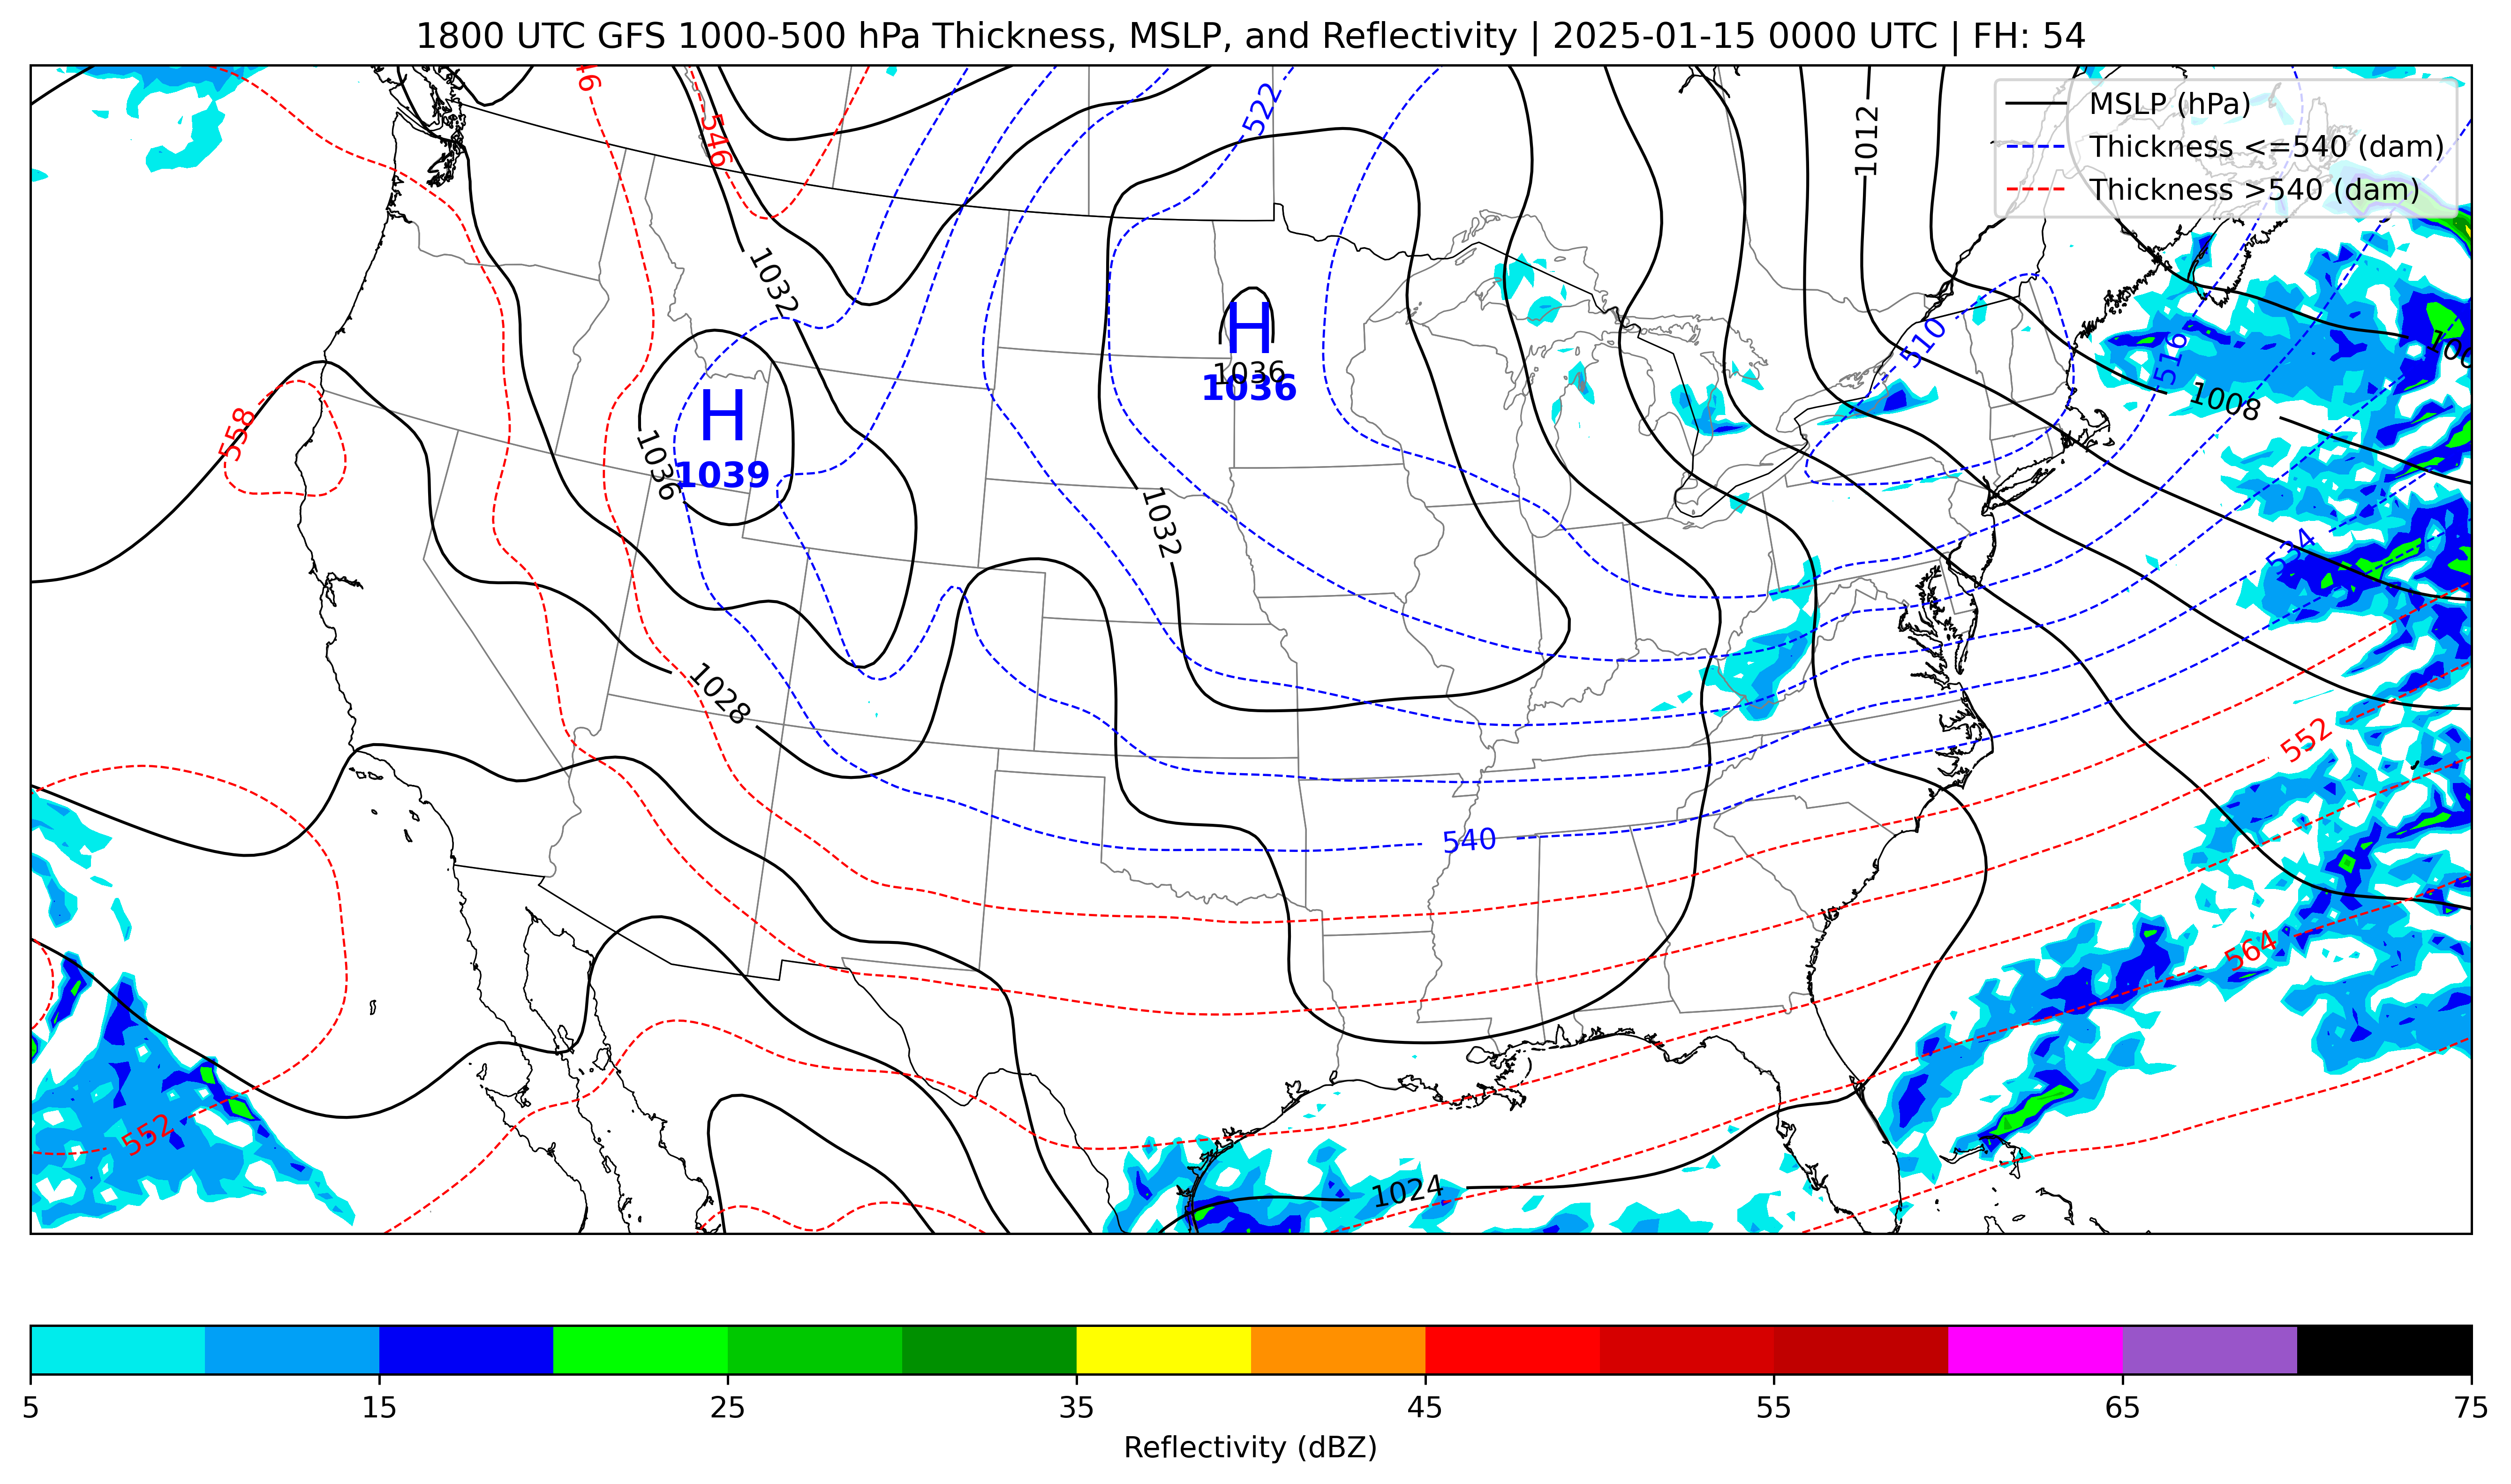 1800 UTC GFS 1000-500 hPa Thickness, MSLP, and Reflectivity | 2025-01-15 0000 UTC | FH: 54
MSLP (hPa)
Thickness <=540 (dam)
Thickness >540 (dam)
546
522
1012
1032
H
1036
1036
510
516
1008
558
H
1039
1036
1032
534
1028
552
540
564
552
1024
5 15 25 35 45 55 65 75
Reflectivity (dBZ)